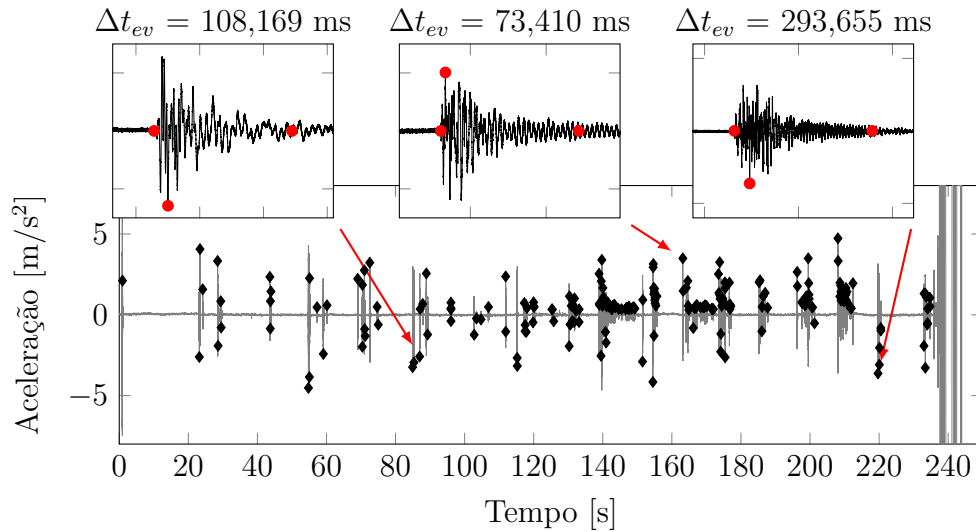 Δt_ev = 108,169 ms Δt_ev = 73,410 ms Δt_ev = 293,655 ms
5
0
−5
Aceleração [m/s²]
0 20 40 60 80 100 120 140 160 180 200 220 240
Tempo [s]